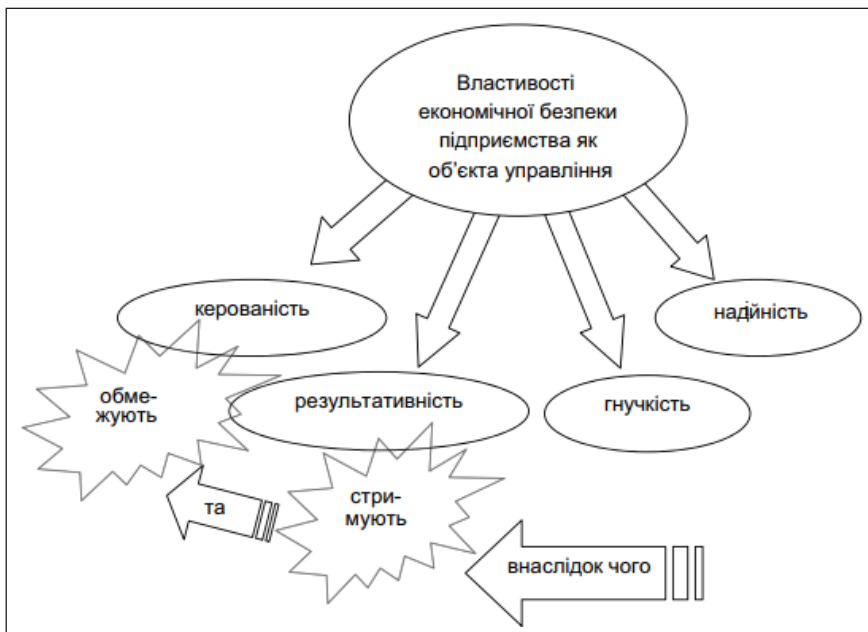 Властивості
економічної безпеки
підприємства як
об'єкта управління
керованість
надійність
результативність
гнучкість
обме-
жують
та
стри-
мують
внаслідок чого